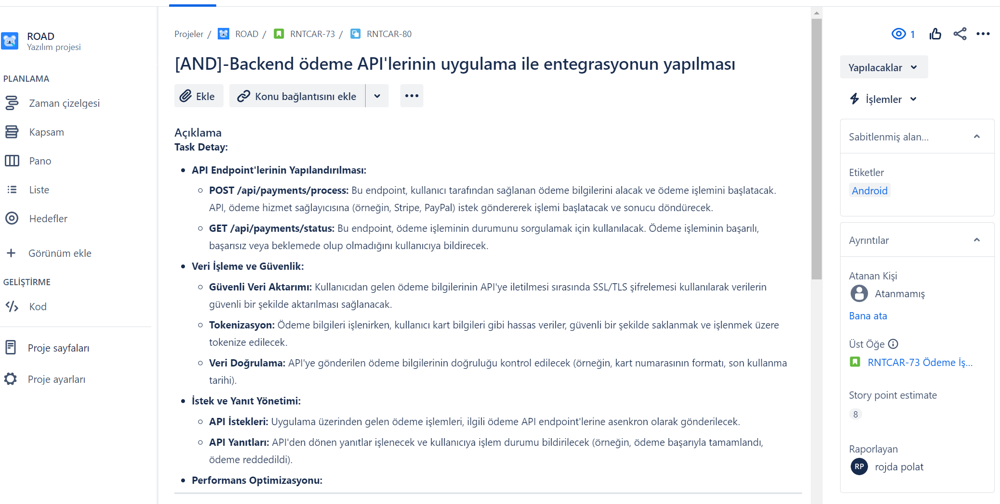 ROAD
Yazılım projesi
PLANLAMA
Zaman çizelgesi
Kapsam
Pano
Liste
Hedefler
Görünüm ekle
GELİŞTİRME
Kod
Proje sayfaları
Proje ayarları
Projeler / ROAD / RNTCAR-73 / RNTCAR-80
[AND]-Backend ödeme API'lerinin uygulama ile entegrasyonun yapılması
Ekle
Konu bağlantısını ekle
Açıklama
Task Detay:
• API Endpoint'lerinin Yapılandırılması:
◦ POST /api/payments/process: Bu endpoint, kullanıcı tarafından sağlanan ödeme bilgilerini alacak ve ödeme işlemini başlatacak.
API, ödeme hizmet sağlayıcısına (örneğin, Stripe, PayPal) istek göndererek işlemi başlatacak ve sonucu döndürecek.
◦ GET /api/payments/status: Bu endpoint, ödeme işleminin durumunu sorgulamak için kullanılacak. Ödeme işleminin başarılı,
başarısız veya beklemede olup olmadığını kullanıcıya bildirecek.
• Veri İşleme ve Güvenlik:
◦ Güvenli Veri Aktarımı: Kullanıcıdan gelen ödeme bilgilerinin API'ye iletilmesi sırasında SSL/TLS şifrelemesi kullanılarak verilerin
güvenli bir şekilde aktarılması sağlanacak.
◦ Tokenizasyon: Ödeme bilgileri işlenirken, kullanıcı kart bilgileri gibi hassas veriler, güvenli bir şekilde saklanmak ve işlenmek üzere
tokenize edilecek.
◦ Veri Doğrulama: API'ye gönderilen ödeme bilgilerinin doğruluğu kontrol edilecek (örneğin, kart numarasının formatı, son kullanma
tarihi).
• İstek ve Yanıt Yönetimi:
◦ API İstekleri: Uygulama üzerinden gelen ödeme işlemleri, ilgili ödeme API endpoint'lerine asenkron olarak gönderilecek.
◦ API Yanıtları: API'den dönen yanıtlar işlenecek ve kullanıcıya işlem durumu bildirilecek (örneğin, ödeme başarıyla tamamlandı,
ödeme reddedildi).
• Performans Optimizasyonu:
1
Yapılacaklar
İşlemler
Sabitlenmiş alan...
Etiketler
Android
Ayrıntılar
Atanan Kişi
Atanmamış
Bana ata
Üst Öğe
RNTCAR-73 Ödeme İş...
Story point estimate
8
Raporlayan
RP rojda polat